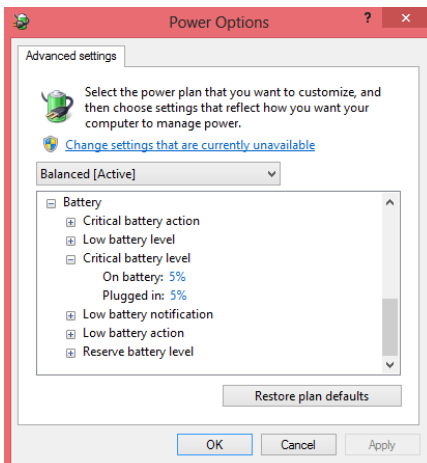 Power Options
?
×
Advanced settings
Select the power plan that you want to customize, and
then choose settings that reflect how you want your
computer to manage power.
Change settings that are currently unavailable
Balanced [Active]
Battery
Critical battery action
Low battery level
Critical battery level
On battery: 5%
Plugged in: 5%
Low battery notification
Low battery action
Reserve battery level
Restore plan defaults
OK Cancel Apply